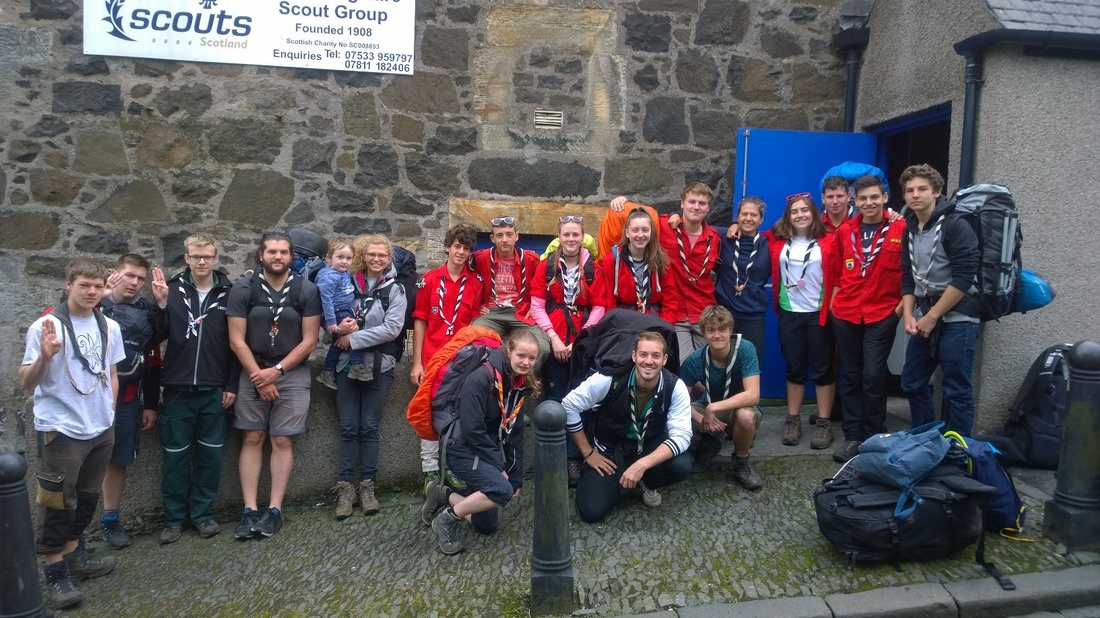 scouts
Scotland
Scout Group
Founded 1908
Scottish Charity No SC008853
Enquiries Tel: 07533 959797
07811 182406